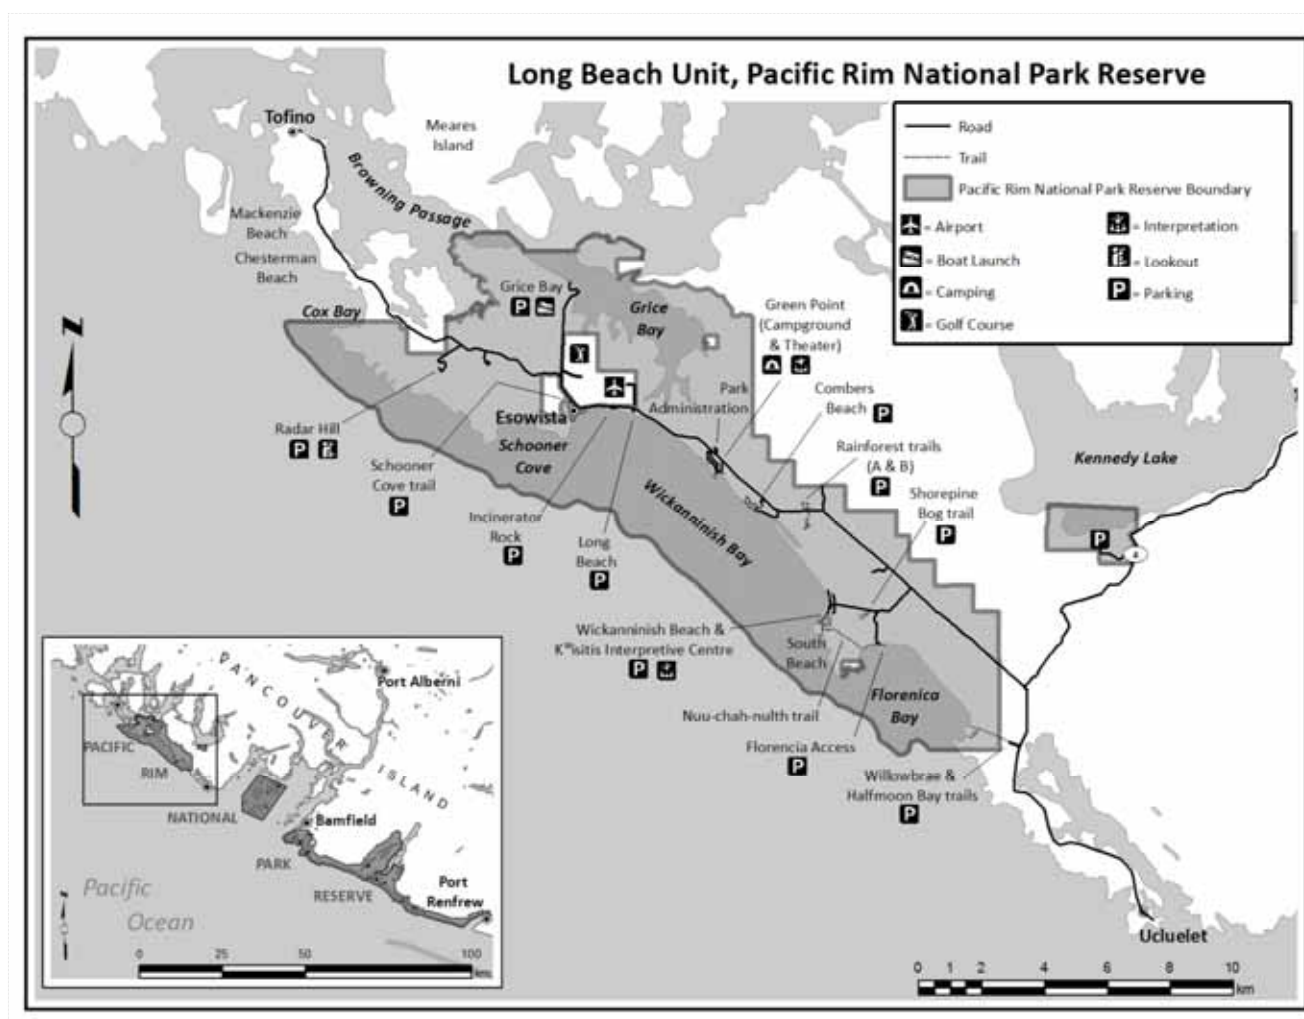 Long Beach Unit, Pacific Rim National Park Reserve
Tofino
Meares
Island
Browning Passage
Mackenzie
Beach
Chesterman
Beach
Cox Bay
Road
Trail
Pacific Rim National Park Reserve Boundary
= Airport
= Interpretation
= Boat Launch
= Lookout
= Camping
P = Parking
= Golf Course
N
Grice Bay
P
Grice
Bay
Green Point
(Campground
& Theater)
Park
Administration
Combers
Beach P
Rainforest trails
(A & B)
P
Kennedy Lake
Shorepine
Bog trail
P
P
4
Esowista
Schooner
Cove
Radar Hill
P
Schooner
Cove trail
P
Incinerator
Rock
P
Long
Beach
P
Wickanninish Bay
Wickanninish Beach &
Kʷisitis Interpretive Centre
P
South
Beach
Florenica
Bay
Nuu-chah-nulth trail
Florencia Access
P
Willowbrae &
Halfmoon Bay trails
P
Ucluelet
0 1 2 4 6 8 10
km
VANCOUVER
ISLAND
Port Alberni
PACIFIC
RIM
NATIONAL
PARK
RESERVE
Bamfield
Port
Renfrew
Pacific
Ocean
N
0 25 50 100
km